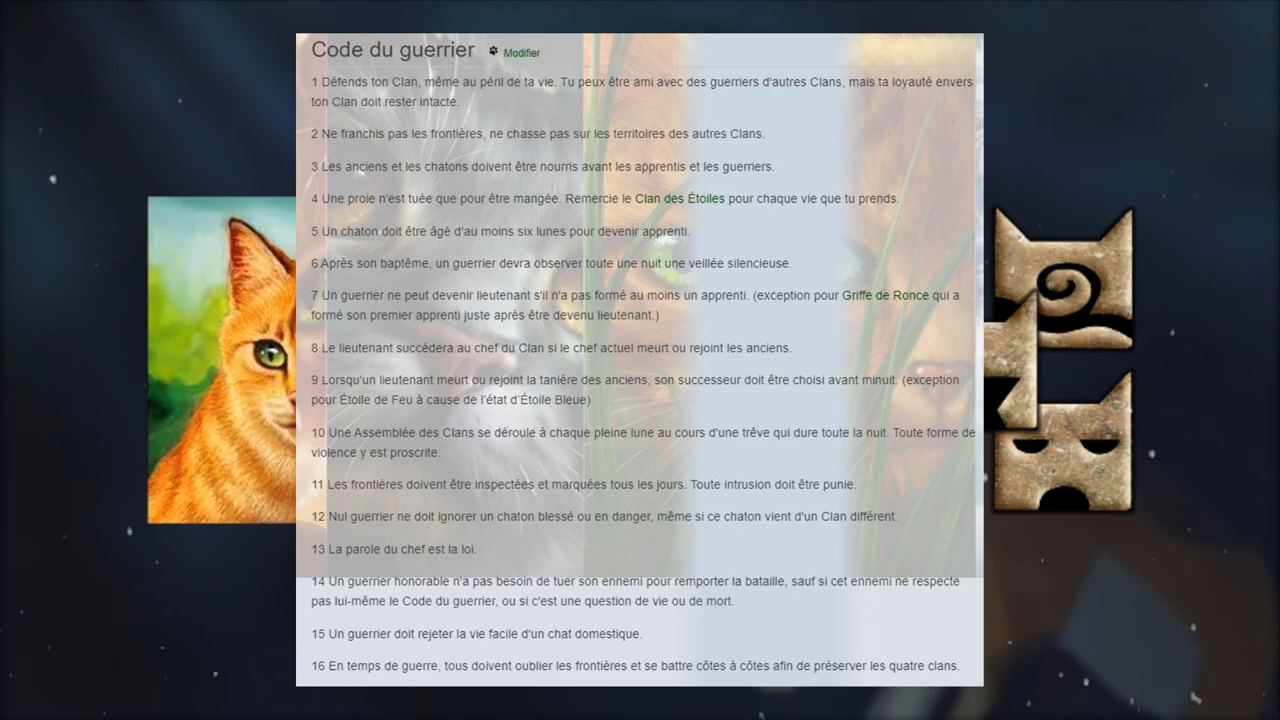 Code du guerrier Modifier
1 Défends ton Clan, même au péril de ta vie. Tu peux être ami avec des guerriers d'autres Clans, mais ta loyauté envers
ton Clan doit rester intacte.
2 Ne franchis pas les frontières, ne chasse pas sur les territoires des autres Clans.
3 Les anciens et les chatons doivent être nourris avant les apprentis et les guerriers.
4 Une proie n'est tuée que pour être mangée. Remercie le Clan des Étoiles pour chaque vie que tu prends.
5 Un chaton doit être âgé d'au moins six lunes pour devenir apprenti.
6 Après son baptême, un guerrier devra observer toute une nuit une veillée silencieuse.
7 Un guerrier ne peut devenir lieutenant s'il n'a pas formé au moins un apprenti. (exception pour Griffe de Ronce qui a
formé son premier apprenti juste après être devenu lieutenant.)
8 Le lieutenant succédera au chef du Clan si le chef actuel meurt ou rejoint les anciens.
9 Lorsqu'un lieutenant meurt ou rejoint la tanière des anciens, son successeur doit être choisi avant minuit. (exception
pour Étoile de Feu à cause de l'état d'Étoile Bleue)
10 Une Assemblée des Clans se déroule à chaque pleine lune au cours d'une trêve qui dure toute la nuit. Toute forme de
violence y est proscrite.
11 Les frontières doivent être inspectées et marquées tous les jours. Toute intrusion doit être punie.
12 Nul guerrier ne doit ignorer un chaton blessé ou en danger, même si ce chaton vient d'un Clan différent.
13 La parole du chef est la loi.
14 Un guerrier honorable n'a pas besoin de tuer son ennemi pour remporter la bataille, sauf si cet ennemi ne respecte
pas lui-même le Code du guerrier, ou si c'est une question de vie ou de mort.
15 Un guerrier doit rejeter la vie facile d'un chat domestique.
16 En temps de guerre, tous doivent oublier les frontières et se battre côtes à côtes afin de préserver les quatre clans.